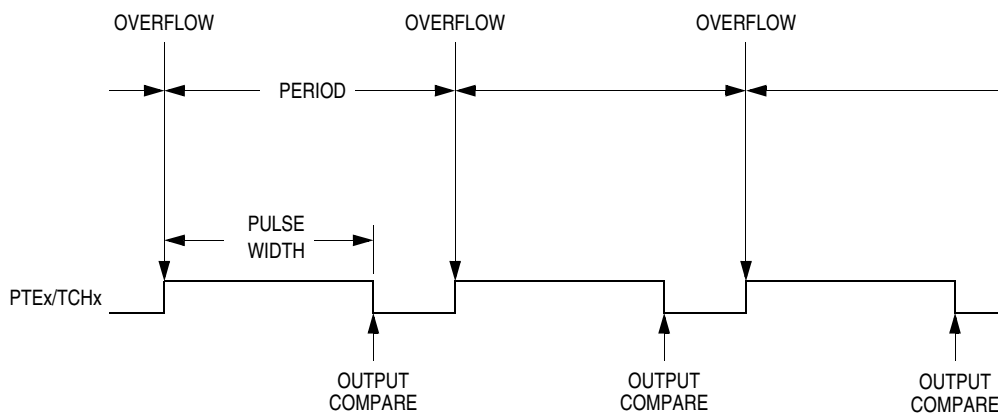 OVERFLOW OVERFLOW OVERFLOW
PERIOD
PULSE
WIDTH
PTEx/TCHx
OUTPUT
COMPARE
OUTPUT
COMPARE
OUTPUT
COMPARE